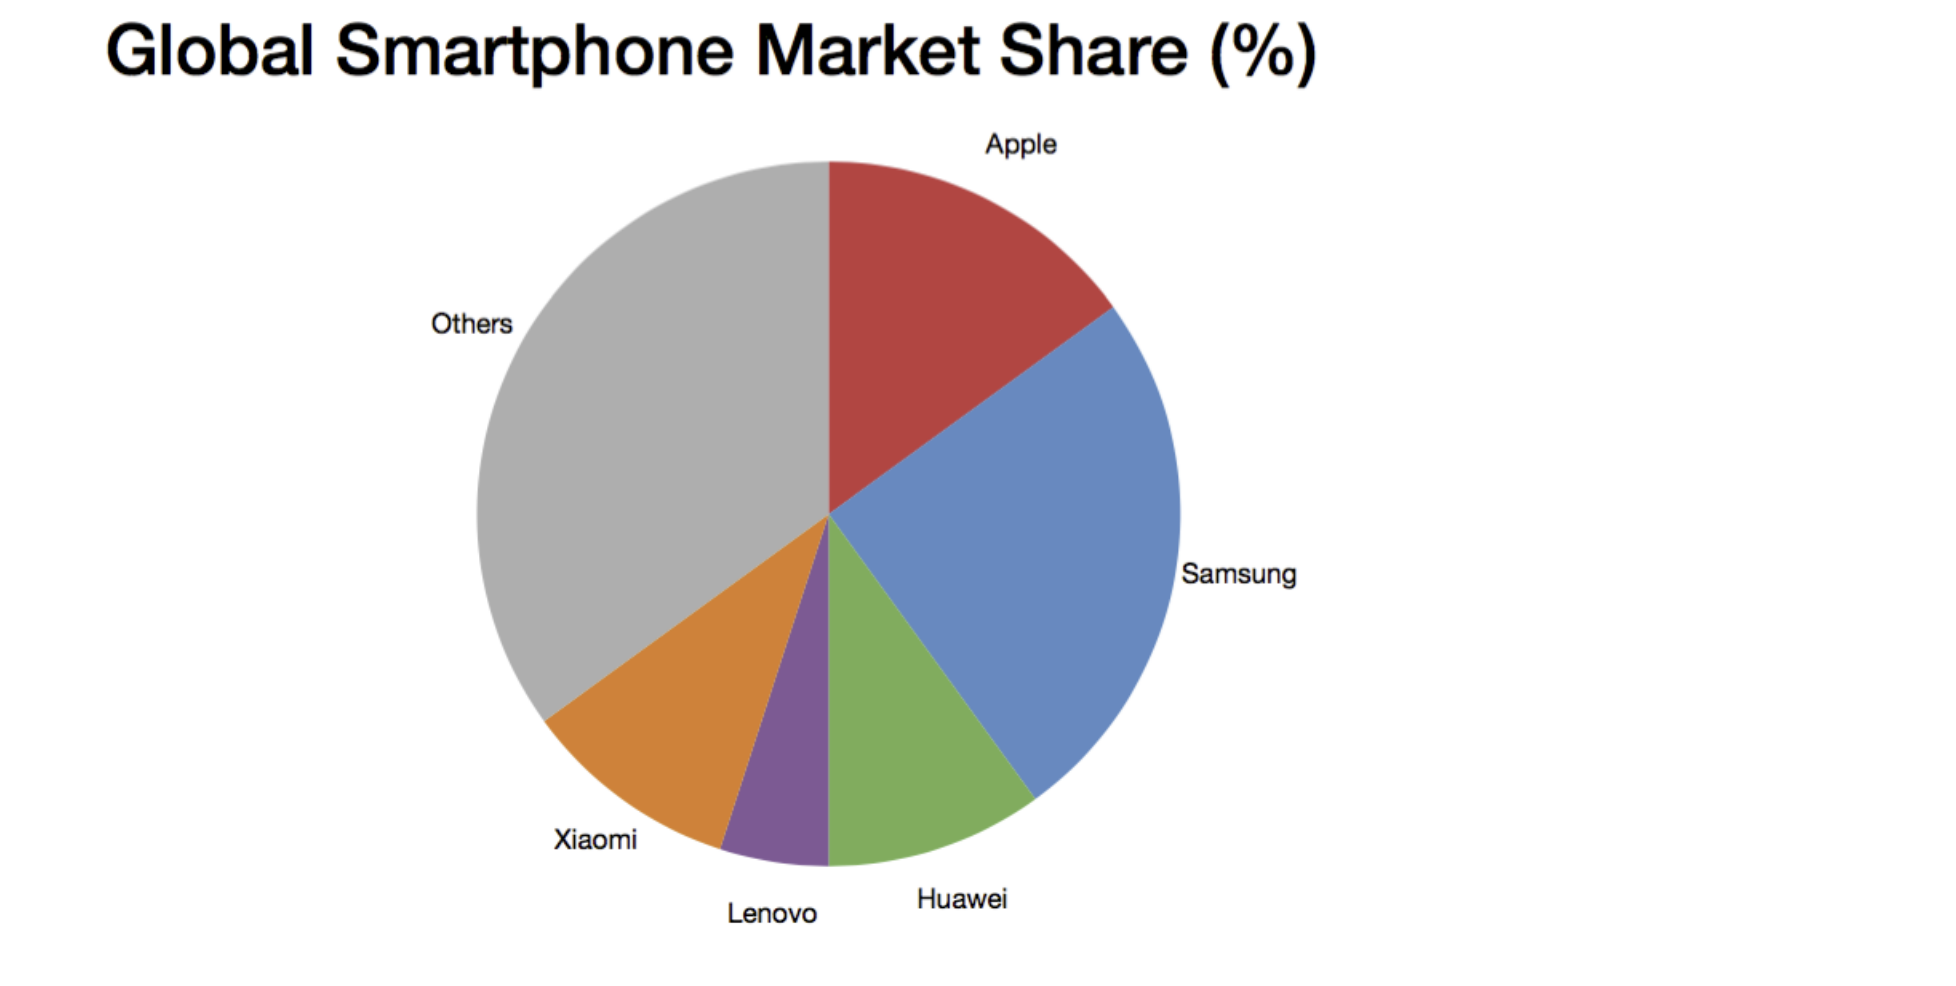 Global Smartphone Market Share (%)
Apple
Others
Samsung
Xiaomi
Huawei
Lenovo